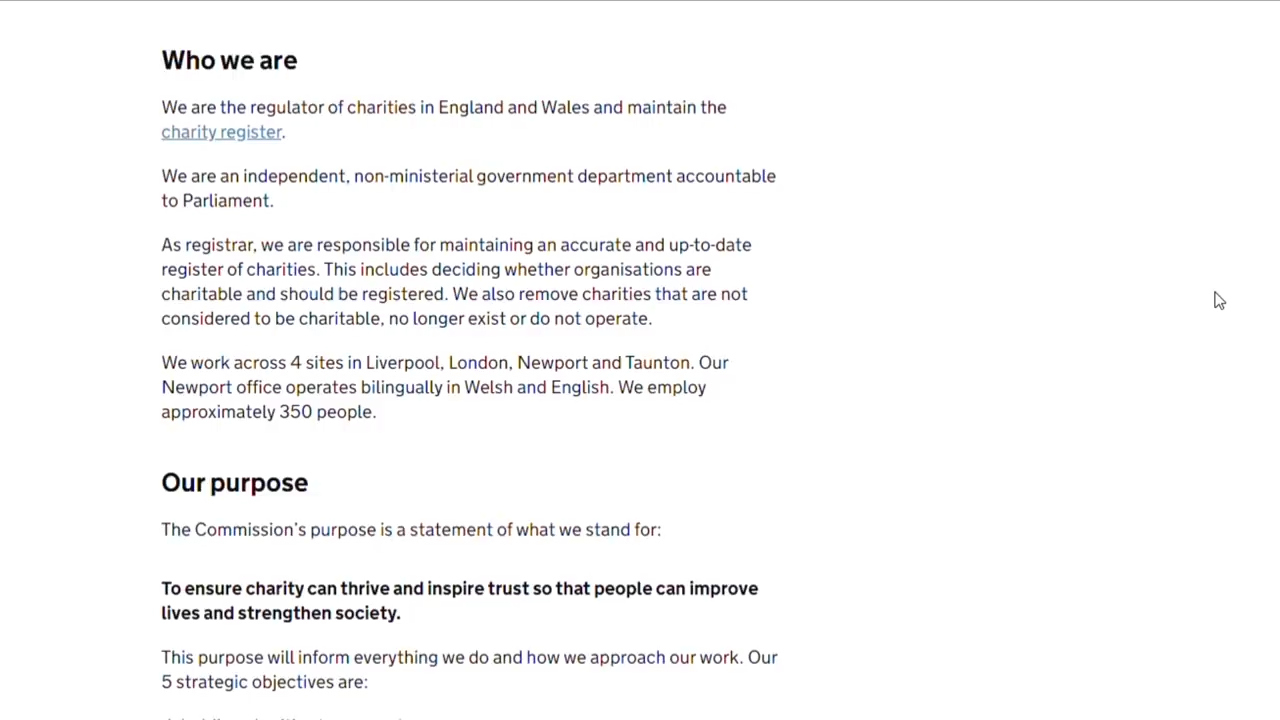 Who we are
We are the regulator of charities in England and Wales and maintain the
charity register.
We are an independent, non-ministerial government department accountable
to Parliament.
As registrar, we are responsible for maintaining an accurate and up-to-date
register of charities. This includes deciding whether organisations are
charitable and should be registered. We also remove charities that are not
considered to be charitable, no longer exist or do not operate.
We work across 4 sites in Liverpool, London, Newport and Taunton. Our
Newport office operates bilingually in Welsh and English. We employ
approximately 350 people.
Our purpose
The Commission's purpose is a statement of what we stand for:
To ensure charity can thrive and inspire trust so that people can improve
lives and strengthen society.
This purpose will inform everything we do and how we approach our work. Our
5 strategic objectives are: